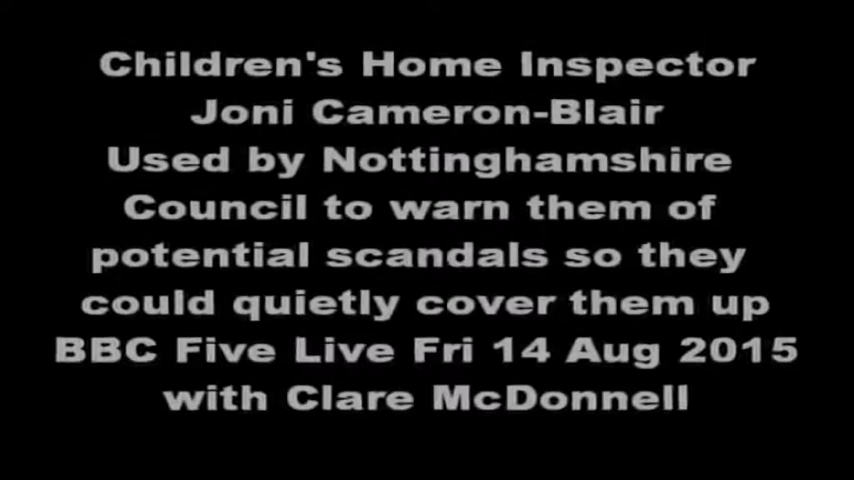 Children's Home Inspector
Joni Cameron-Blair
Used by Nottinghamshire
Council to warn them of
potential scandals so they
could quietly cover them up
BBC Five Live Fri 14 Aug 2015
with Clare McDonnell